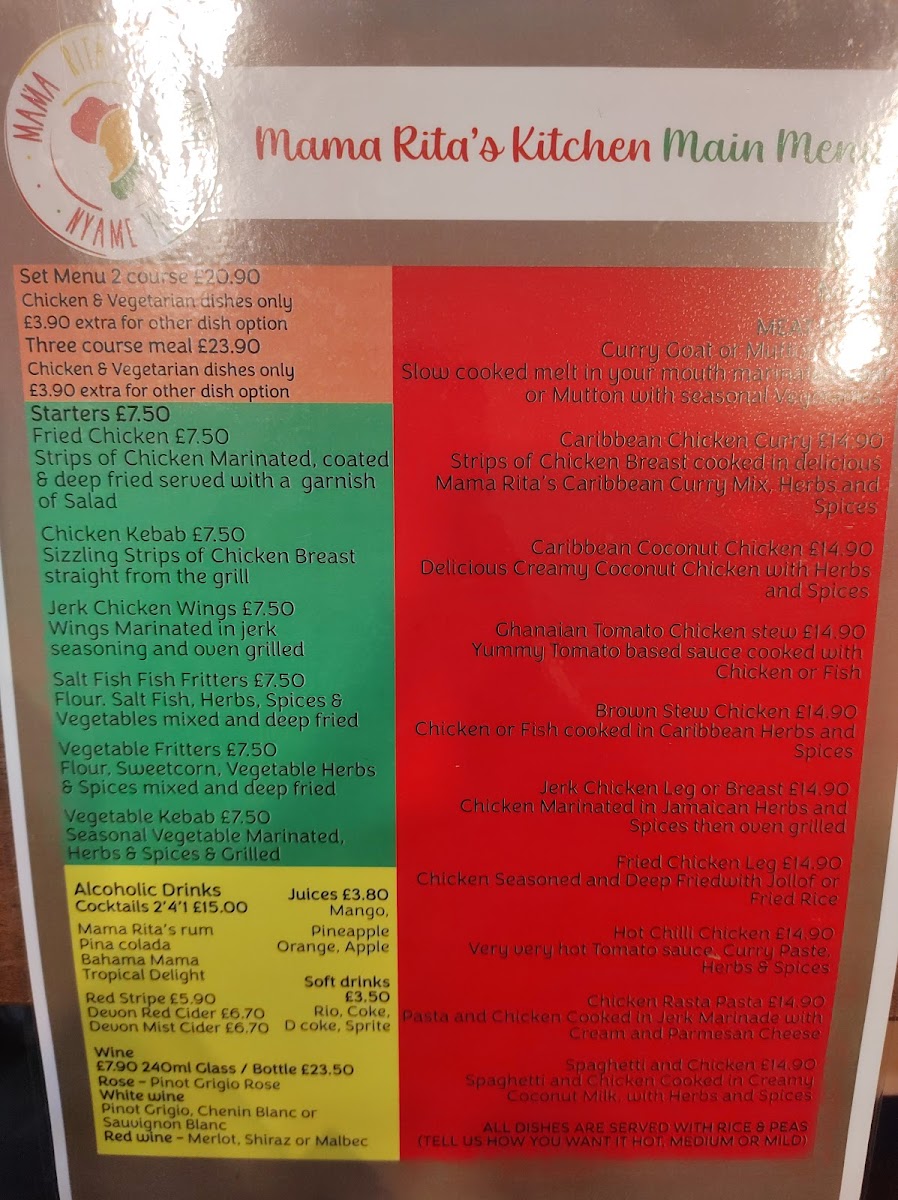 MAMA RITA
NYAME
Mama Rita's Kitchen Main Menu
Set Menu 2 course £20.90
Chicken & Vegetarian dishes only
£3.90 extra for other dish option
Three course meal £23.90
Chicken & Vegetarian dishes only
£3.90 extra for other dish option
Starters £7.50
Fried Chicken £7.50
Strips of Chicken Marinated, coated
& deep fried served with a garnish
of Salad
Chicken Kebab £7.50
Sizzling Strips of Chicken Breast
straight from the grill
Jerk Chicken Wings £7.50
Wings Marinated in jerk
seasoning and oven grilled
Salt Fish Fish Fritters £7.50
Flour. Salt Fish, Herbs, Spices &
Vegetables mixed and deep fried
Vegetable Fritters £7.50
Flour, Sweetcorn, Vegetable Herbs
& Spices mixed and deep fried
Vegetable Kebab £7.50
Seasonal Vegetable Marinated,
Herbs & Spices & Grilled
Alcoholic Drinks
Cocktails 2'4'1 £15.00
Mama Rita's rum
Pina colada
Bahama Mama
Tropical Delight
Red Stripe £5.90
Devon Red Cider £6.70
Devon Mist Cider £6.70
Juices £3.80
Mango,
Pineapple
Orange, Apple
Soft drinks
£3.50
Rio, Coke,
D coke, Sprite
Wine
£7.90 240ml Glass / Bottle £23.50
Rose - Pinot Grigio Rose
White wine
Pinot Grigio, Chenin Blanc or
Sauvignon Blanc
Red wine - Merlot, Shiraz or Malbec
Curry Goat or
Slow cooked melt in your mouth
or Mutton with seasonal Vegetables
Caribbean Chicken Curry £14.90
Strips of Chicken Breast cooked in delicious
Mama Rita's Caribbean Curry Mix, Herbs and
Spices
Caribbean Coconut Chicken £14.90
Delicious Creamy Coconut Chicken with Herbs
and Spices
Ghanaian Tomato Chicken stew £14.90
Yummy Tomato based sauce cooked with
Chicken or Fish
Brown Stew Chicken £14.90
Chicken or Fish cooked in Caribbean Herbs and
Spices
Jerk Chicken Leg or Breast £14.90
Chicken Marinated in Jamaican Herbs and
Spices then oven grilled
Fried Chicken Leg £14.90
Chicken Seasoned and Deep Friedwith Jollof or
Fried Rice
Hot Chilli Chicken £14.90
Very very hot Tomato sauce, Curry Paste,
Herbs & Spices
Chicken Rasta Pasta £14.90
Pasta and Chicken Cooked in Jerk Marinade with
Cream and Parmesan Cheese
Spaghetti and Chicken £14.90
Spaghetti and Chicken Cooked in Creamy
Coconut Milk, with Herbs and Spices
ALL DISHES ARE SERVED WITH RICE & PEAS
(TELL US HOW YOU WANT IT HOT, MEDIUM OR MILD)